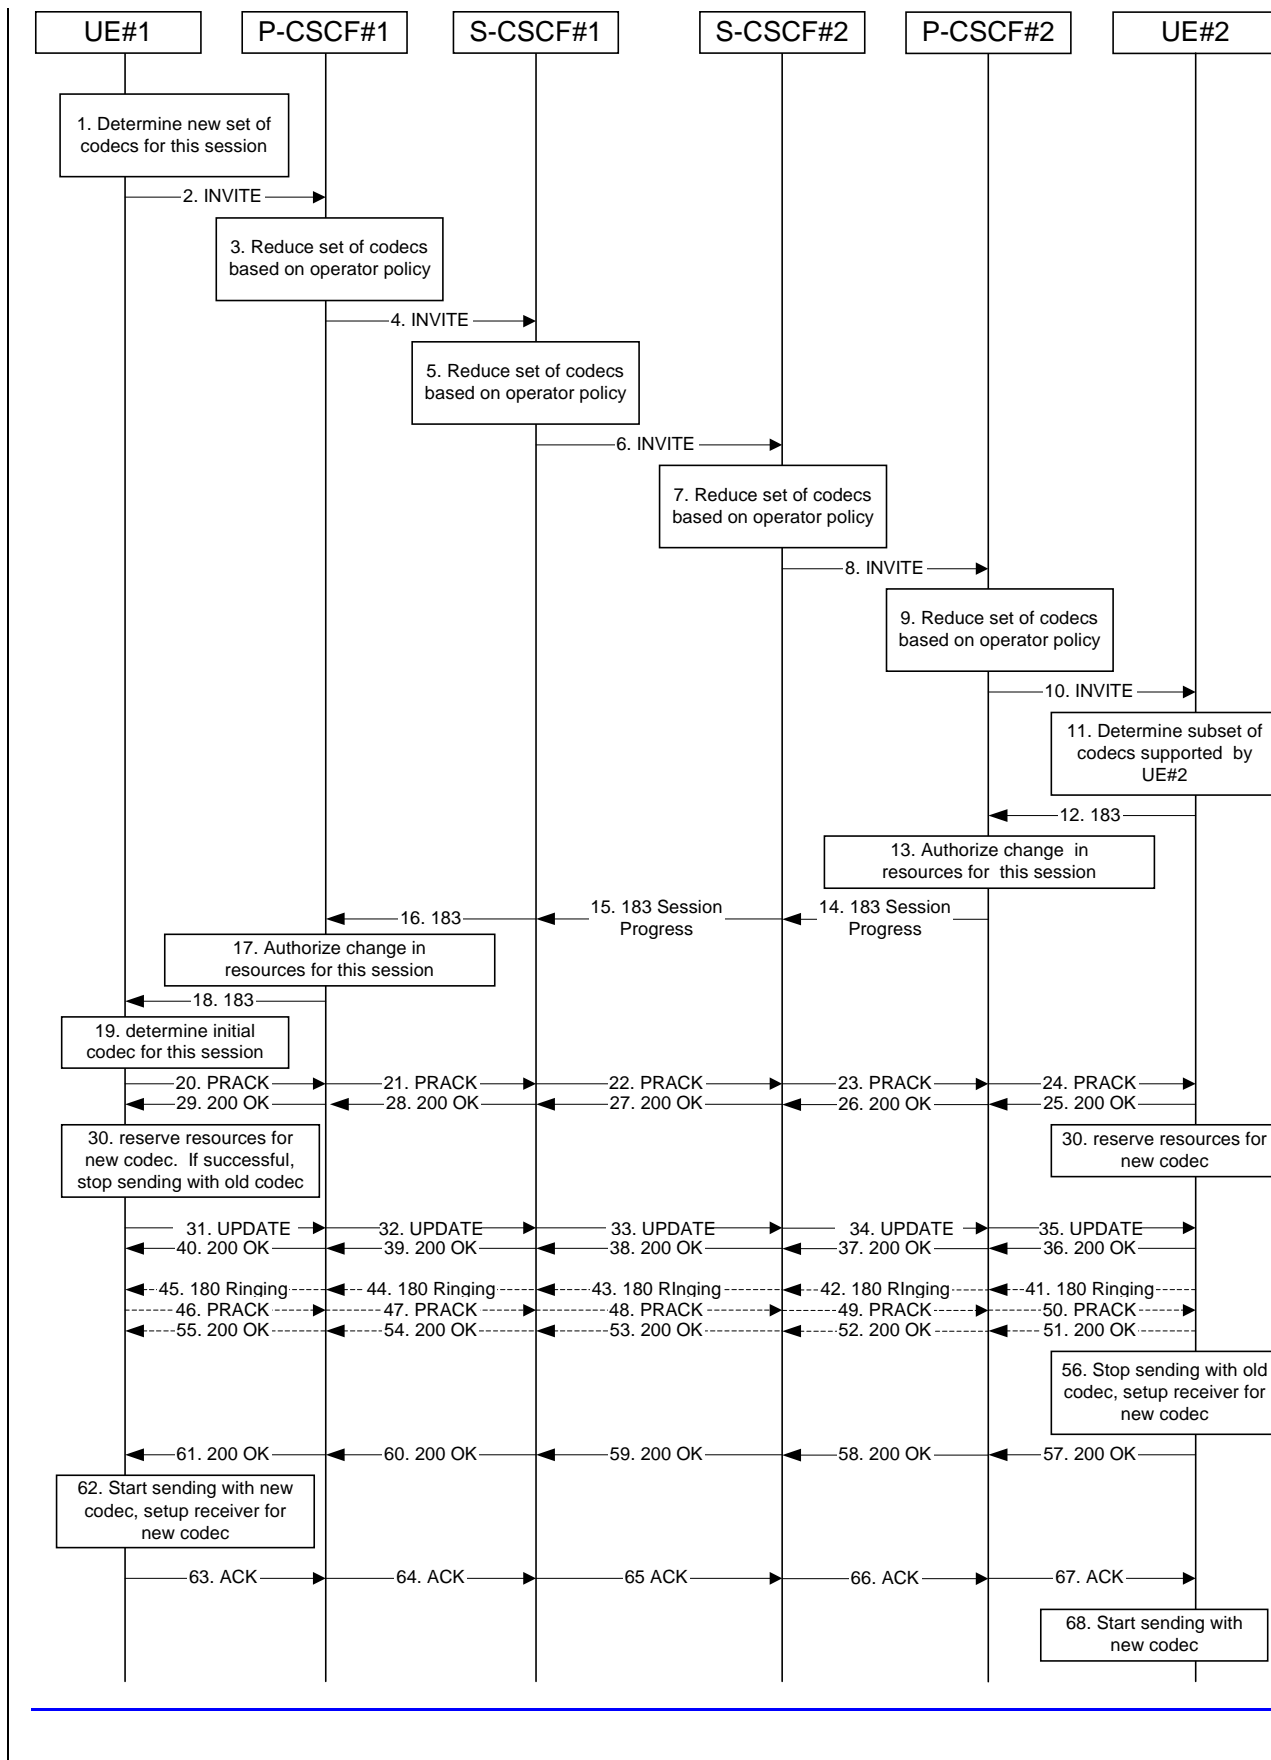 UE#1
P-CSCF#1
S-CSCF#1
S-CSCF#2
P-CSCF#2
UE#2
1. Determine new set of
codecs for this session
2. INVITE
3. Reduce set of codecs
based on operator policy
4. INVITE
5. Reduce set of codecs
based on operator policy
6. INVITE
7. Reduce set of codecs
based on operator policy
8. INVITE
9. Reduce set of codecs
based on operator policy
10. INVITE
11. Determine subset of
codecs supported by
UE#2
12. 183
13. Authorize change in
resources for this session
14. 183 Session
Progress
15. 183 Session
Progress
16. 183
17. Authorize change in
resources for this session
18. 183
19. determine initial
codec for this session
20. PRACK
21. PRACK
22. PRACK
23. PRACK
24. PRACK
29. 200 OK
28. 200 OK
27. 200 OK
26. 200 OK
25. 200 OK
30. reserve resources for
new codec. If successful,
stop sending with old codec
30. reserve resources for
new codec
31. UPDATE
32. UPDATE
33. UPDATE
34. UPDATE
35. UPDATE
40. 200 OK
39. 200 OK
38. 200 OK
37. 200 OK
36. 200 OK
45. 180 Ringing
44. 180 Ringing
43. 180 RInging
42. 180 RInging
41. 180 Ringing
46. PRACK
47. PRACK
48. PRACK
49. PRACK
50. PRACK
55. 200 OK
54. 200 OK
53. 200 OK
52. 200 OK
51. 200 OK
56. Stop sending with old
codec, setup receiver for
new codec
61. 200 OK
60. 200 OK
59. 200 OK
58. 200 OK
57. 200 OK
62. Start sending with new
codec, setup receiver for
new codec
63. ACK
64. ACK
65 ACK
66. ACK
67. ACK
68. Start sending with
new codec